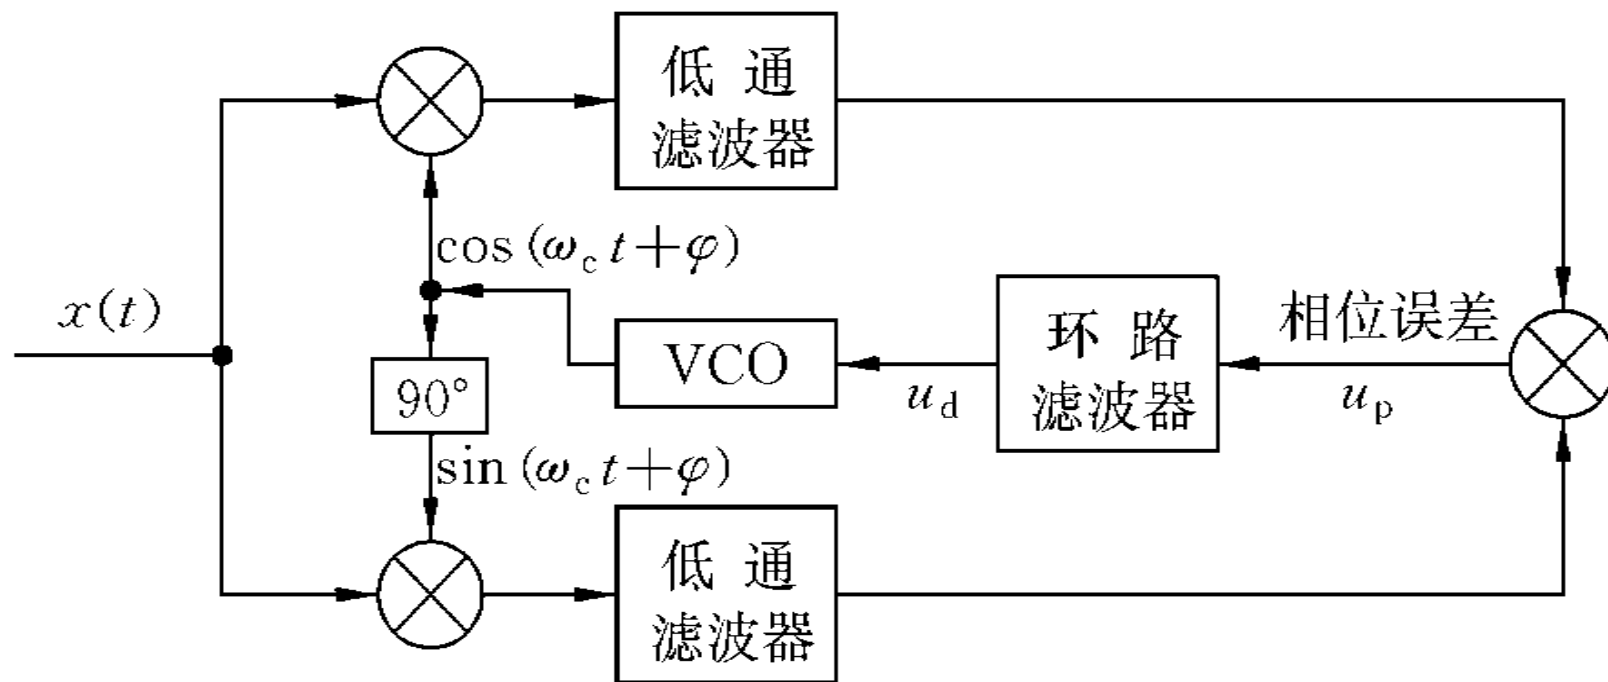 低 通
滤波器
cos (ω_c t+φ)
x(t)
环 路
滤波器
相位误差
VCO
90°
u_d
u_p
sin (ω_c t+φ)
低 通
滤波器